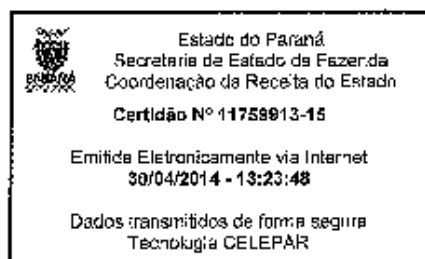 Estado do Paraná
Secretaria de Estado da Fazenda
Coordenação da Receita do Estado
PARANÁ
Certidão Nº 11759913-15
Emitida Eletronicamente via Internet
30/04/2014 - 13:23:48
Dados transmitidos de forma segura
Tecnologia CELEPAR